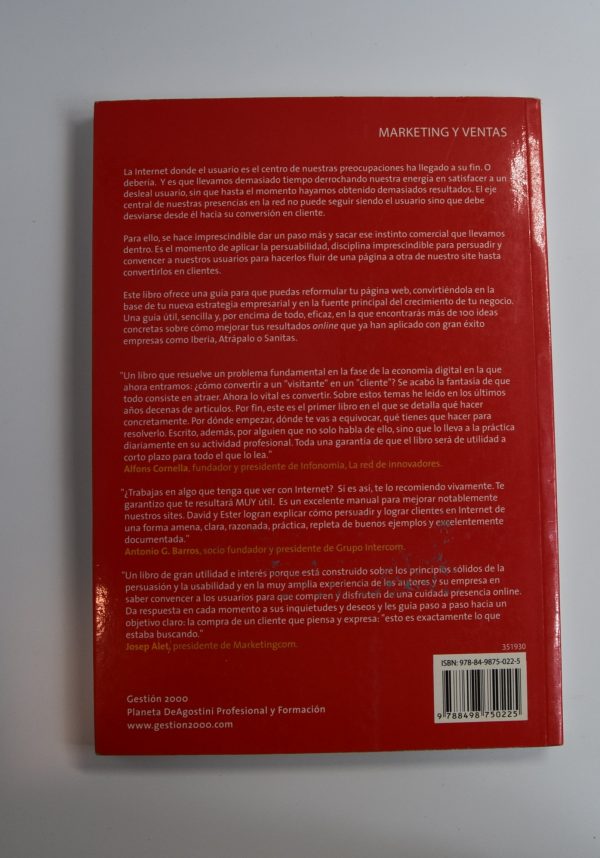 MARKETING Y VENTAS
La Internet donde el usuario es el centro de nuestras preocupaciones ha llegado a su fin. O
debería. Y es que llevamos demasiado tiempo derrochando nuestra energía en satisfacer a un
desleal usuario, sin que hasta el momento hayamos obtenido demasiados resultados. El eje
central de nuestras presencias en la red no puede seguir siendo el usuario sino que debe
desviarse desde él hacia su conversión en cliente.
Para ello, se hace imprescindible dar un paso más y sacar ese instinto comercial que llevamos
dentro. Es el momento de aplicar la persuabilidad, disciplina imprescindible para persuadir y
convencer a nuestros usuarios para hacerlos fluir de una página a otra de nuestro site hasta
convertirlos en clientes.
Este libro ofrece una guía para que puedas reformular tu página web, convirtiéndola en la
base de tu nueva estrategia empresarial y en la fuente principal del crecimiento de tu negocio.
Una guía útil, sencilla y, por encima de todo, eficaz, en la que encontrarás más de 100 ideas
concretas sobre cómo mejorar tus resultados online que ya han aplicado con gran éxito
empresas como Iberia, Atrápalo o Sanitas.
"Un libro que resuelve un problema fundamental en la fase de la economía digital en la que
ahora entramos: ¿cómo convertir a un "visitante" en un "cliente"? Se acabó la fantasía de que
todo consiste en atraer. Ahora lo vital es convertir. Sobre estos temas he leído en los últimos
años decenas de artículos. Por fin, este es el primer libro en el que se detalla qué hacer
concretamente. Por dónde empezar, dónde te vas a equivocar, qué tienes que hacer para
resolverlo. Escrito, además, por alguien que no solo habla de ello, sino que lo lleva a la práctica
diariamente en su actividad profesional. Toda una garantía de que el libro será de utilidad a
corto plazo para todo el que lo lea."
Alfons Cornella, fundador y presidente de Infonomia, La red de innovadores.
"¿Trabajas en algo que tenga que ver con Internet? Si es así, te lo recomiendo vivamente. Te
garantizo que te resultará MUY útil. Es un excelente manual para mejorar notablemente
nuestros sites. David y Ester logran explicar cómo persuadir y lograr clientes en Internet de
una forma amena, clara, razonada, práctica, repleta de buenos ejemplos y excelentemente
documentada."
Antonio G. Barros, socio fundador y presidente de Grupo Intercom.
"Un libro de gran utilidad e interés porque está construido sobre los principios sólidos de la
persuasión y la usabilidad y en la muy amplia experiencia de los autores y su empresa en
saber convencer a los usuarios para que compren y disfruten de una cuidada presencia online.
Da respuesta en cada momento a sus inquietudes y deseos y les guía paso a paso hacia un
objetivo claro: la compra de un cliente que piensa y expresa: "esto es exactamente lo que
estaba buscando."
Josep Alet, presidente de Marketingcom.
351930
ISBN: 978-84-9875-022-5
9 788498 750225
Gestión 2000
Planeta DeAgostini Profesional y Formación
www.gestion2000.com